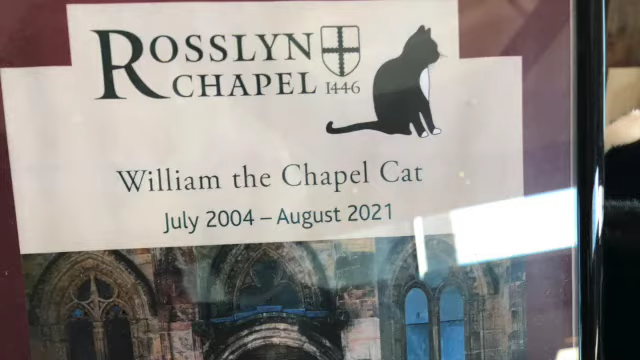 ROSSLYN
CHAPEL 1446
William the Chapel Cat
July 2004 – August 2021